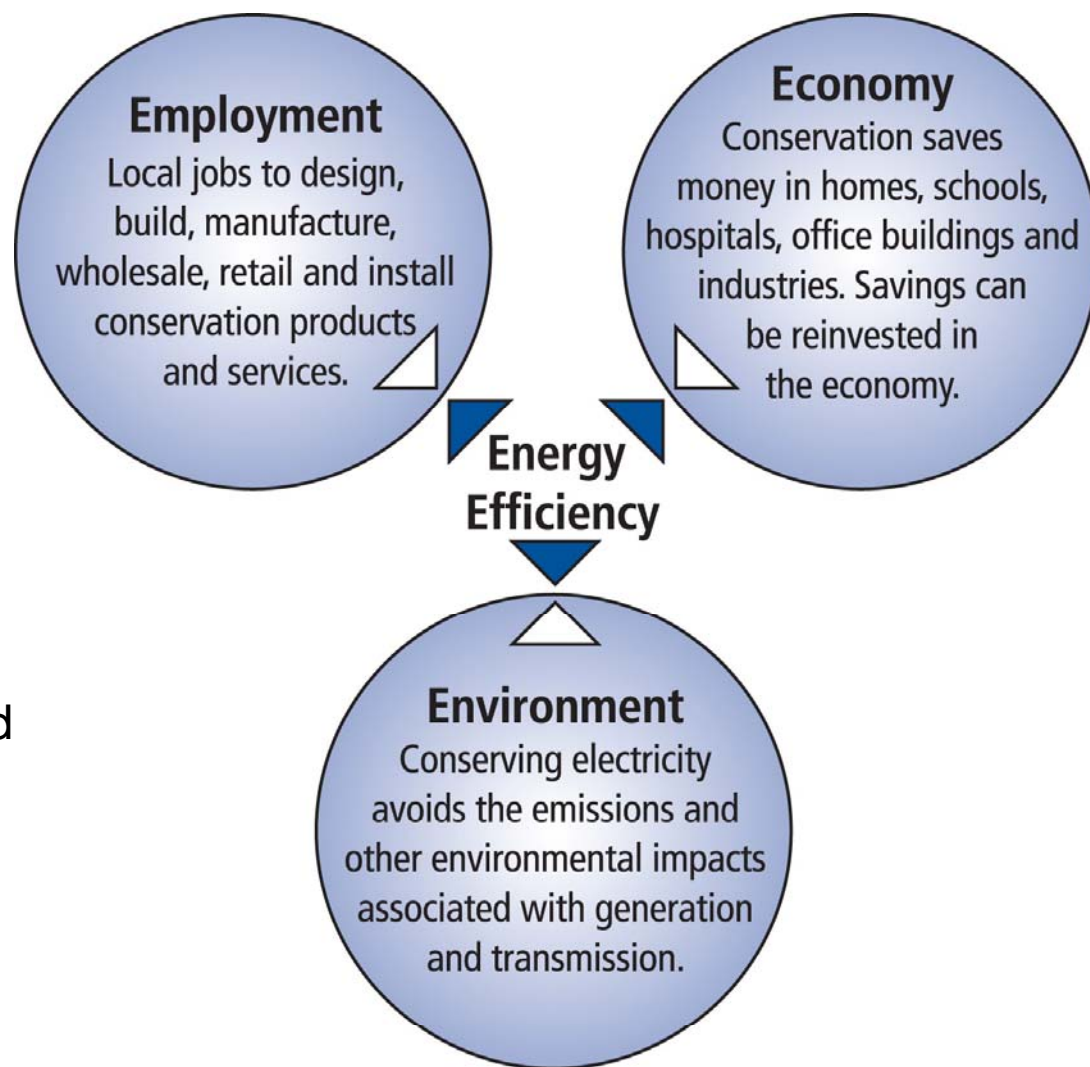 Employment
Local jobs to design,
build, manufacture,
wholesale, retail and install
conservation products
and services.
Economy
Conservation saves
money in homes, schools,
hospitals, office buildings and
industries. Savings can
be reinvested in
the economy.
Energy
Efficiency
d
Environment
Conserving electricity
avoids the emissions and
other environmental impacts
associated with generation
and transmission.